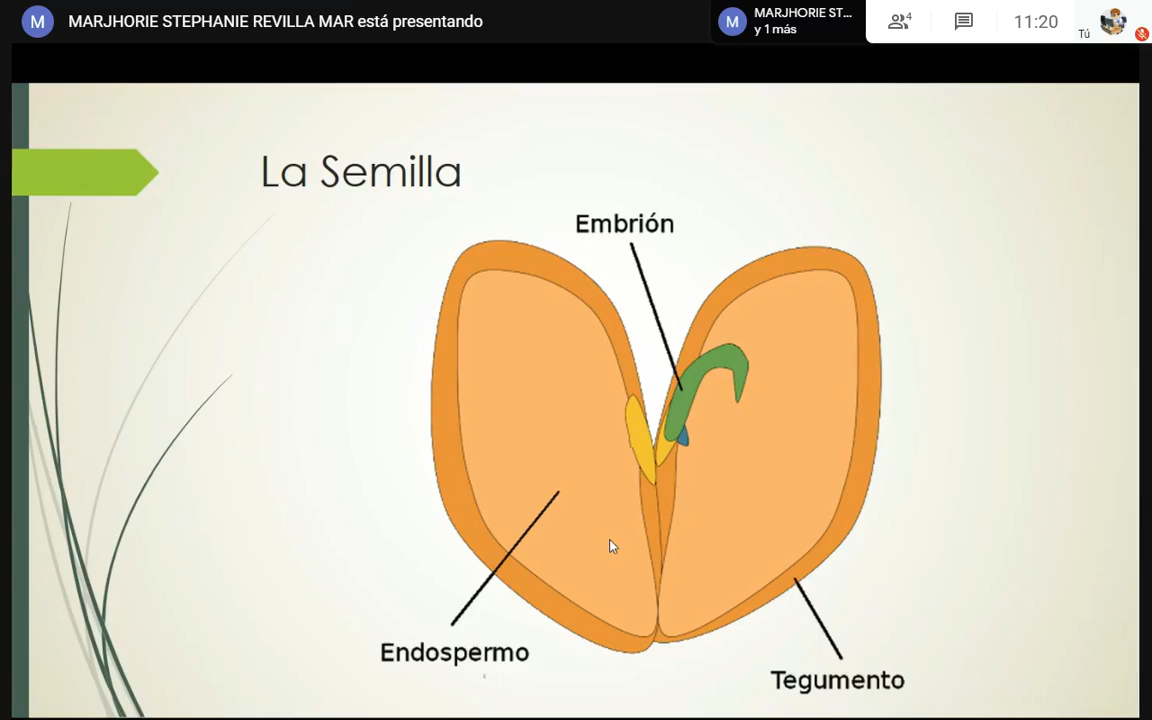 M MARJHORIE STEPHANIE REVILLA MAR está presentando
M MARJHORIE ST...
y 1 más
4
11:20
Tú
La Semilla
Embrión
Endospermo
Tegumento